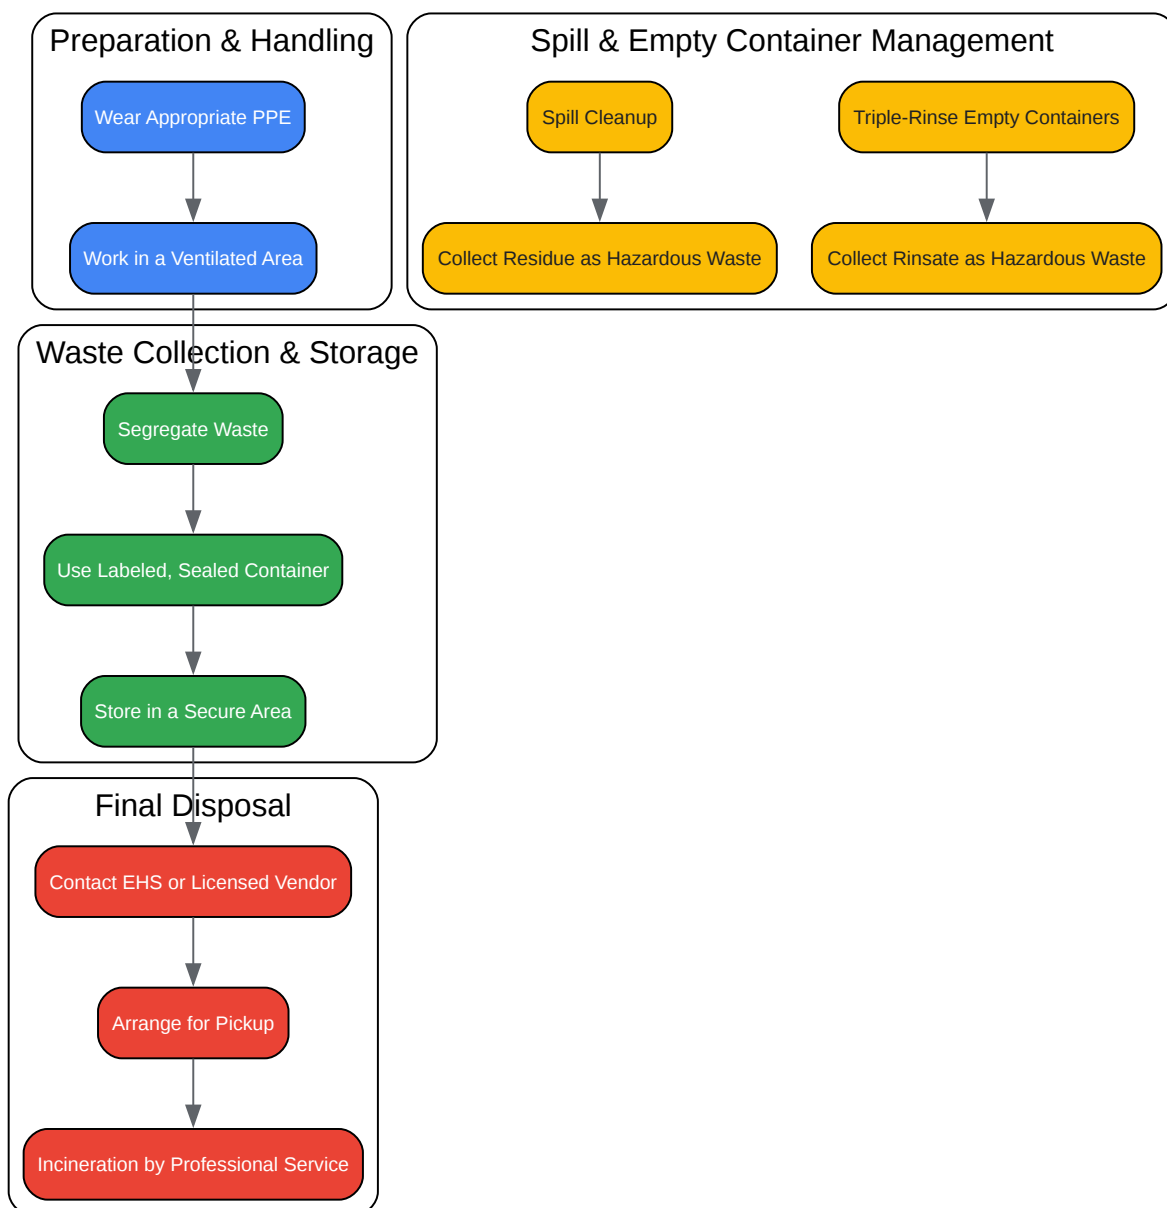 Preparation & Handling
Wear Appropriate PPE
Work in a Ventilated Area
Spill & Empty Container Management
Spill Cleanup
Triple-Rinse Empty Containers
Collect Residue as Hazardous Waste
Collect Rinsate as Hazardous Waste
Waste Collection & Storage
Segregate Waste
Use Labeled, Sealed Container
Store in a Secure Area
Final Disposal
Contact EHS or Licensed Vendor
Arrange for Pickup
Incineration by Professional Service